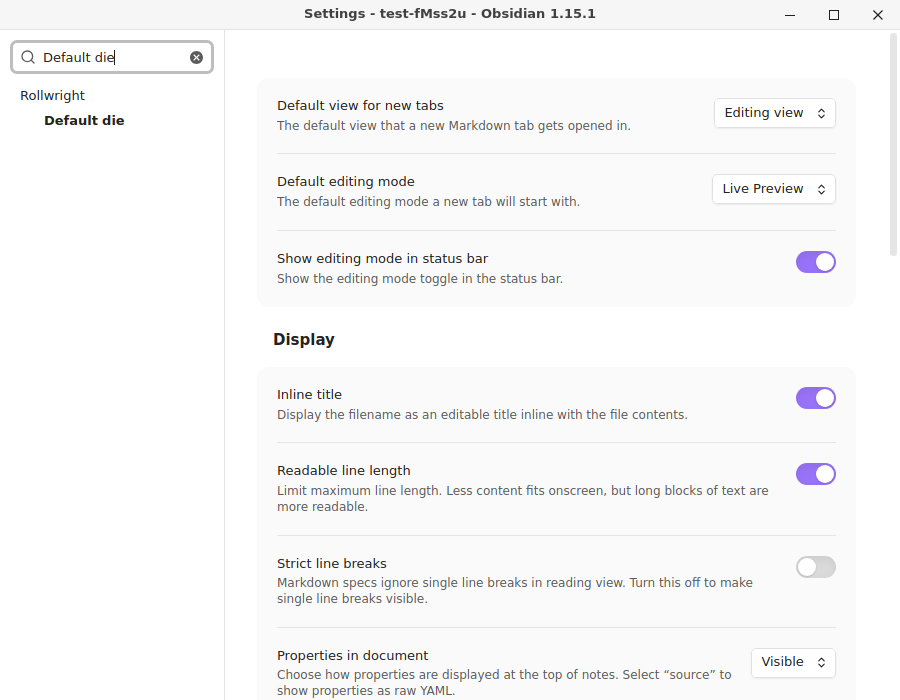 Settings - test-fMss2u - Obsidian 1.15.1
Default die
Rollwright
Default die
Default view for new tabs
The default view that a new Markdown tab gets opened in.
Editing view
Default editing mode
The default editing mode a new tab will start with.
Live Preview
Show editing mode in status bar
Show the editing mode toggle in the status bar.
Display
Inline title
Display the filename as an editable title inline with the file contents.
Readable line length
Limit maximum line length. Less content fits onscreen, but long blocks of text are
more readable.
Strict line breaks
Markdown specs ignore single line breaks in reading view. Turn this off to make
single line breaks visible.
Properties in document
Choose how properties are displayed at the top of notes. Select “source” to
show properties as raw YAML.
Visible